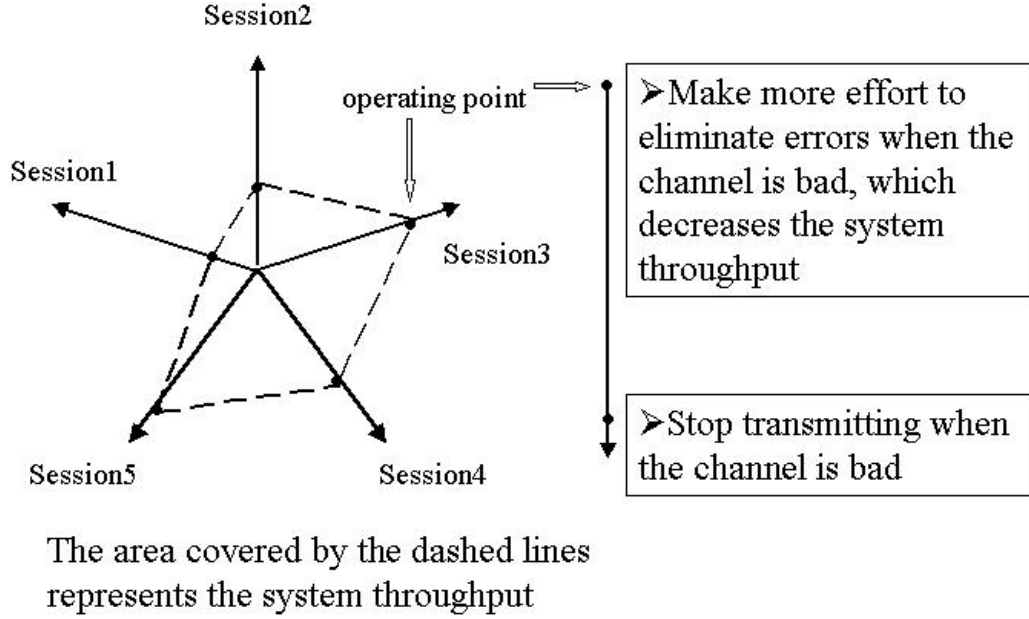 Session2
operating point
Session1
Session3
Session5
Session4
➢Make more effort to
eliminate errors when the
channel is bad, which
decreases the system
throughput
➢Stop transmitting when
the channel is bad
The area covered by the dashed lines
represents the system throughput